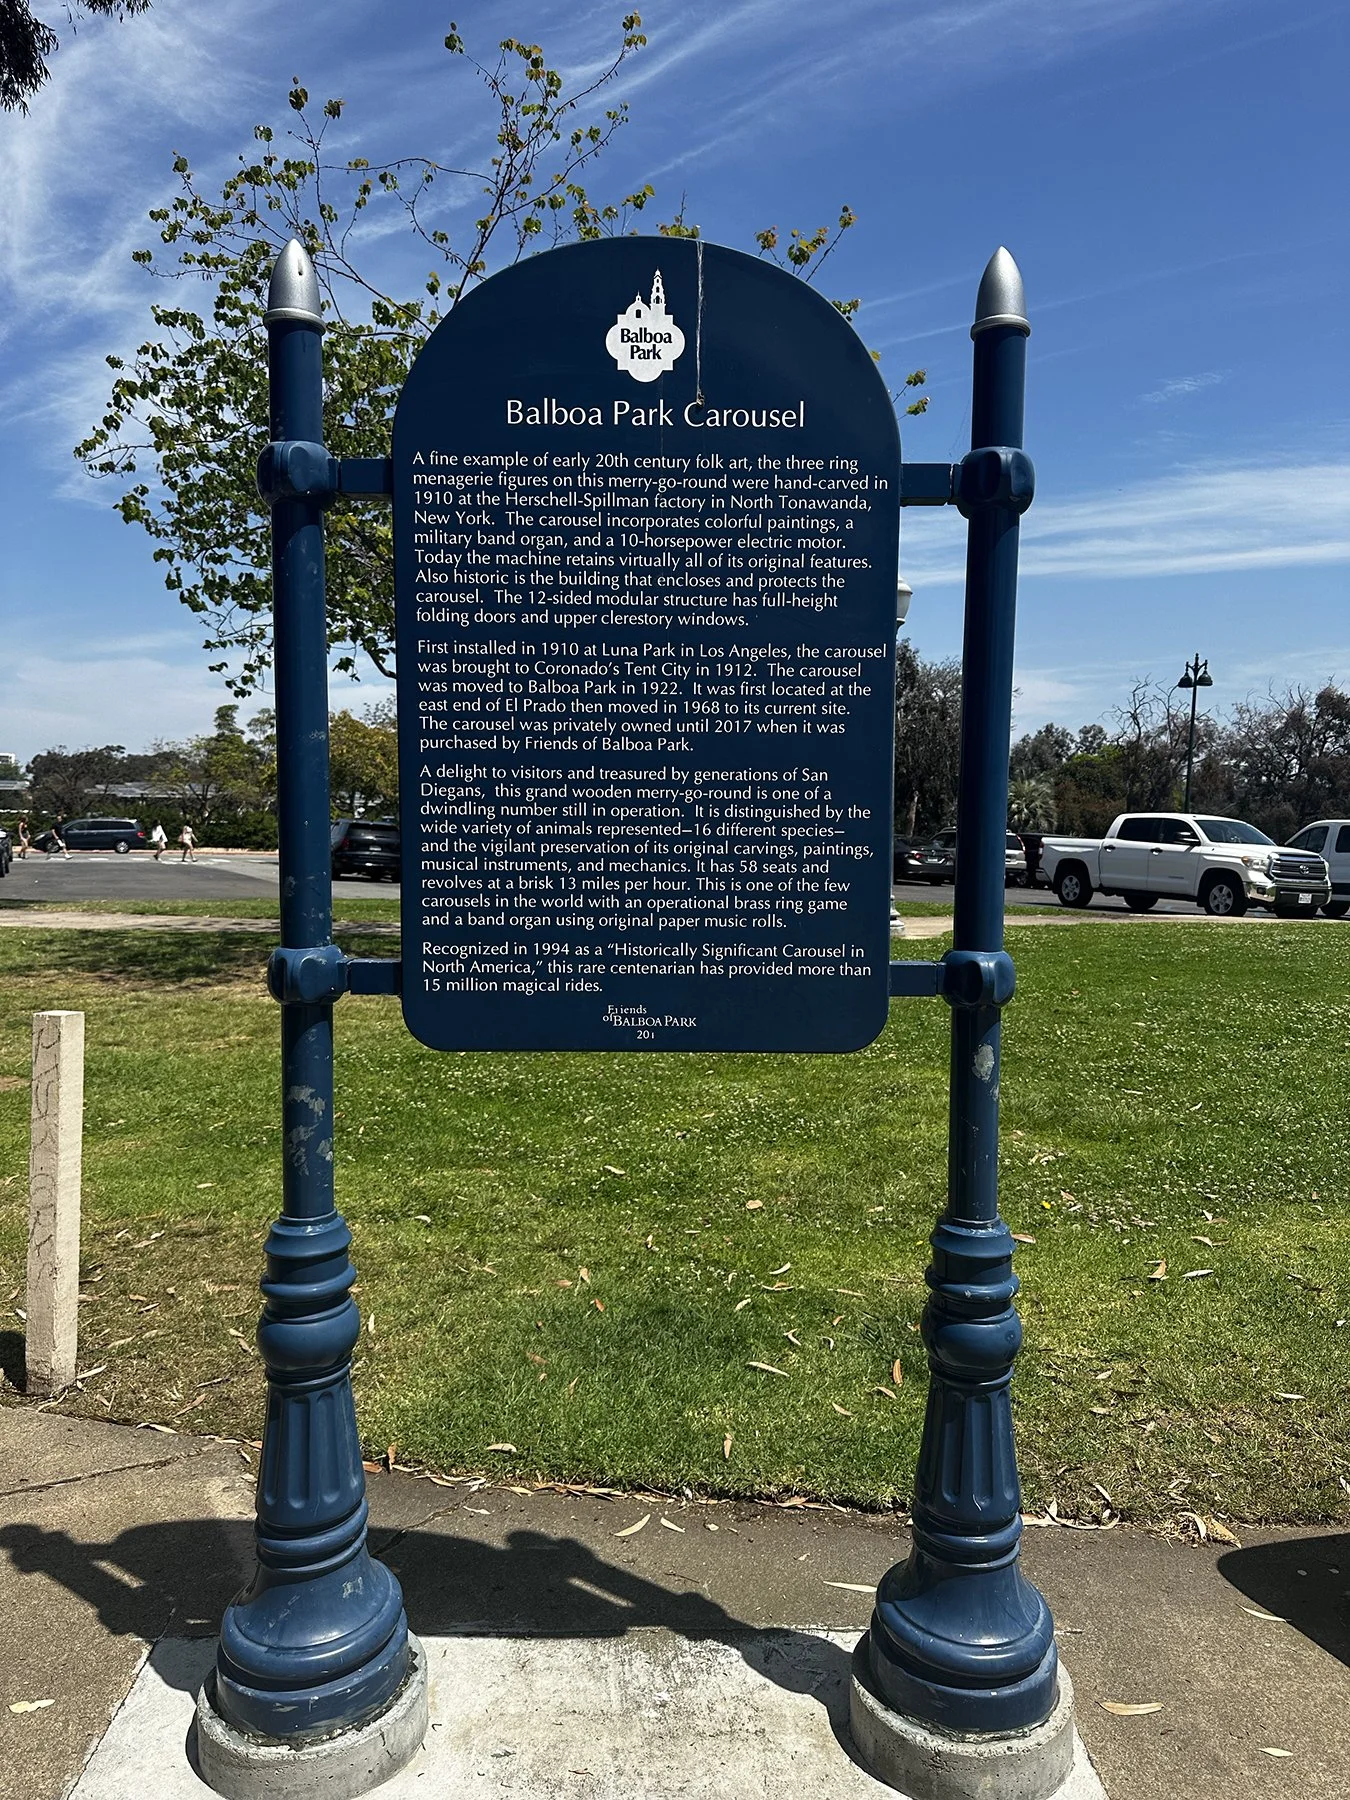 Balboa
Park
Balboa Park Carousel
A fine example of early 20th century folk art, the three ring
menagerie figures on this merry-go-round were hand-carved in
1910 at the Herschell-Spillman factory in North Tonawanda,
New York. The carousel incorporates colorful paintings, a
military band organ, and a 10-horsepower electric motor.
Today the machine retains virtually all of its original features.
Also historic is the building that encloses and protects the
carousel. The 12-sided modular structure has full-height
folding doors and upper clerestory windows.
First installed in 1910 at Luna Park in Los Angeles, the carousel
was brought to Coronado's Tent City in 1912. The carousel
was moved to Balboa Park in 1922. It was first located at the
east end of El Prado then moved in 1968 to its current site.
The carousel was privately owned until 2017 when it was
purchased by Friends of Balboa Park.
A delight to visitors and treasured by generations of San
Diegans, this grand wooden merry-go-round is one of a
dwindling number still in operation. It is distinguished by the
wide variety of animals represented—16 different species—
and the vigilant preservation of its original carvings, paintings,
musical instruments, and mechanics. It has 58 seats and
revolves at a brisk 13 miles per hour. This is one of the few
carousels in the world with an operational brass ring game
and a band organ using original paper music rolls.
Recognized in 1994 as a "Historically Significant Carousel in
North America," this rare centenarian has provided more than
15 million magical rides.
Friends
of BALBOA PARK